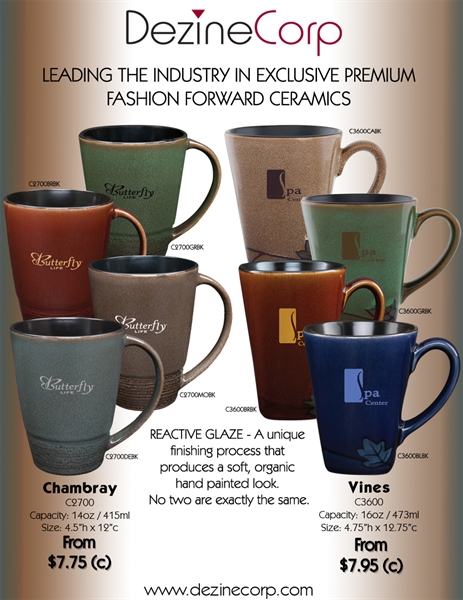 DezineCorp
LEADING THE INDUSTRY IN EXCLUSIVE PREMIUM
FASHION FORWARD CERAMICS
C2700BRBK
Butterfly
LIFE
C2700GRBK
Butterfly
LIFE
Butterfly
LIFE
C2700MOBK
Butterfly
LIFE
C2700DEBK
C3600CABK
Spa
Center
Spa
Center
C3600GRBK
C3600BRBK
Spa
Center
Spa
Center
C3600BLBK
REACTIVE GLAZE - A unique
finishing process that
produces a soft, organic
hand painted look.
No two are exactly the same.
Chambray
C2700
Capacity: 14oz / 415ml
Size: 4.5"h x 12"c
From
$7.75 (c)
Vines
C3600
Capacity: 16oz / 473ml
Size: 4.75"h x 12.75"c
From
$7.95 (c)
www.dezinecorp.com